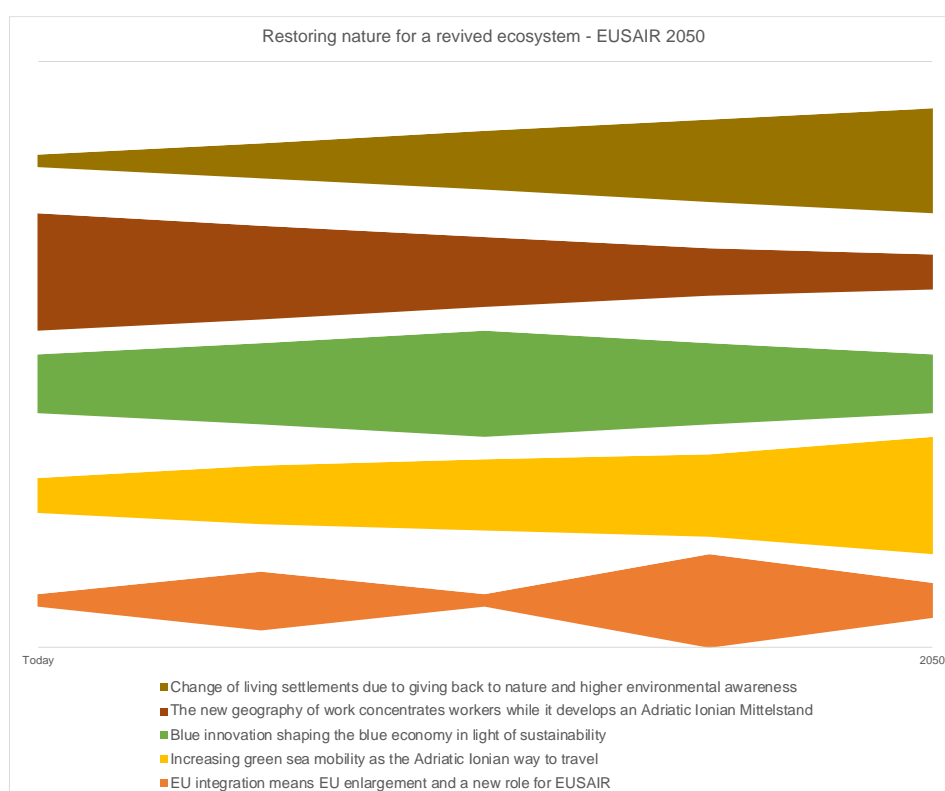 Restoring nature for a revived ecosystem - EUSAIR 2050
Today
2050
Change of living settlements due to giving back to nature and higher environmental awareness
The new geography of work concentrates workers while it develops an Adriatic Ionian Mittelstand
Blue innovation shaping the blue economy in light of sustainability
Increasing green sea mobility as the Adriatic Ionian way to travel
EU integration means EU enlargement and a new role for EUSAIR